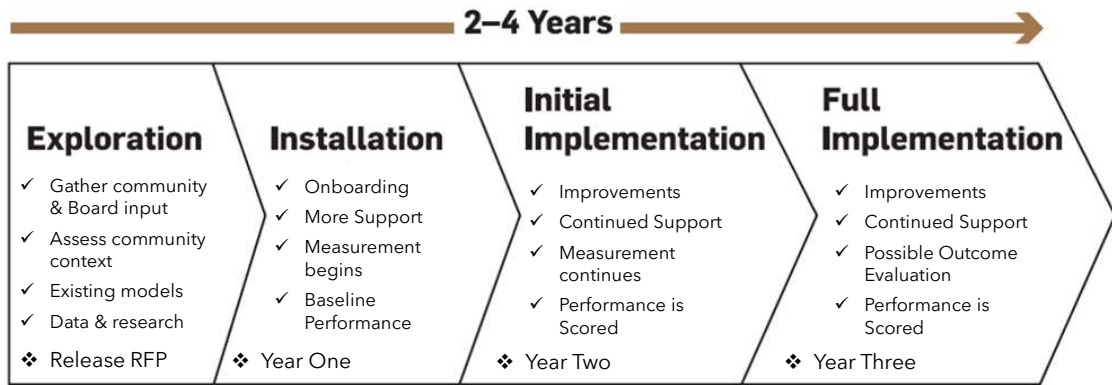 2–4 Years
Exploration
✓ Gather community
& Board input
✓ Assess community
context
✓ Existing models
✓ Data & research
❖ Release RFP
Installation
✓ Onboarding
✓ More Support
✓ Measurement
begins
✓ Baseline
Performance
❖ Year One
Initial
Implementation
✓ Improvements
✓ Continued Support
✓ Measurement
continues
✓ Performance is
Scored
❖ Year Two
Full
Implementation
✓ Improvements
✓ Continued Support
✓ Possible Outcome
Evaluation
✓ Performance is
Scored
❖ Year Three